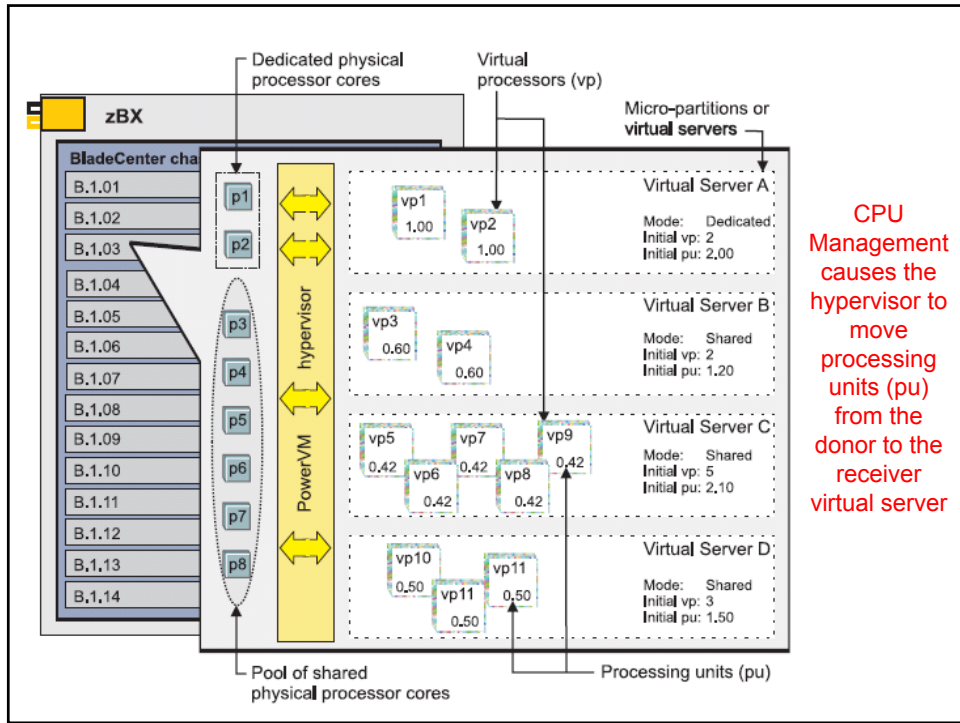 Dedicated physical
processor cores
Virtual
processors (vp)
Micro-partitions or
virtual servers
zBX
BladeCenter cha
B.1.01
B.1.02
B.1.03
B.1.04
B.1.05
B.1.06
B.1.07
B.1.08
B.1.09
B.1.10
B.1.11
B.1.12
B.1.13
B.1.14
p1
p2
p3
p4
p5
p6
p7
p8
PowerVM hypervisor
Virtual Server A
vp1
1.00
vp2
1.00
Mode: Dedicated
Initial vp: 2
Initial pu: 2.00
Virtual Server B
vp3
0.60
vp4
0.60
Mode: Shared
Initial vp: 2
Initial pu: 1.20
Virtual Server C
vp5
0.42
vp6
0.42
vp7
0.42
vp8
0.42
vp9
0.42
Mode: Shared
Initial vp: 5
Initial pu: 2.10
Virtual Server D
vp10
0.50
vp11
0.50
vp11
0.50
Mode: Shared
Initial vp: 3
Initial pu: 1.50
Pool of shared
physical processor cores
Processing units (pu)
CPU
Management
causes the
hypervisor to
move
processing
units (pu)
from the
donor to the
receiver
virtual server